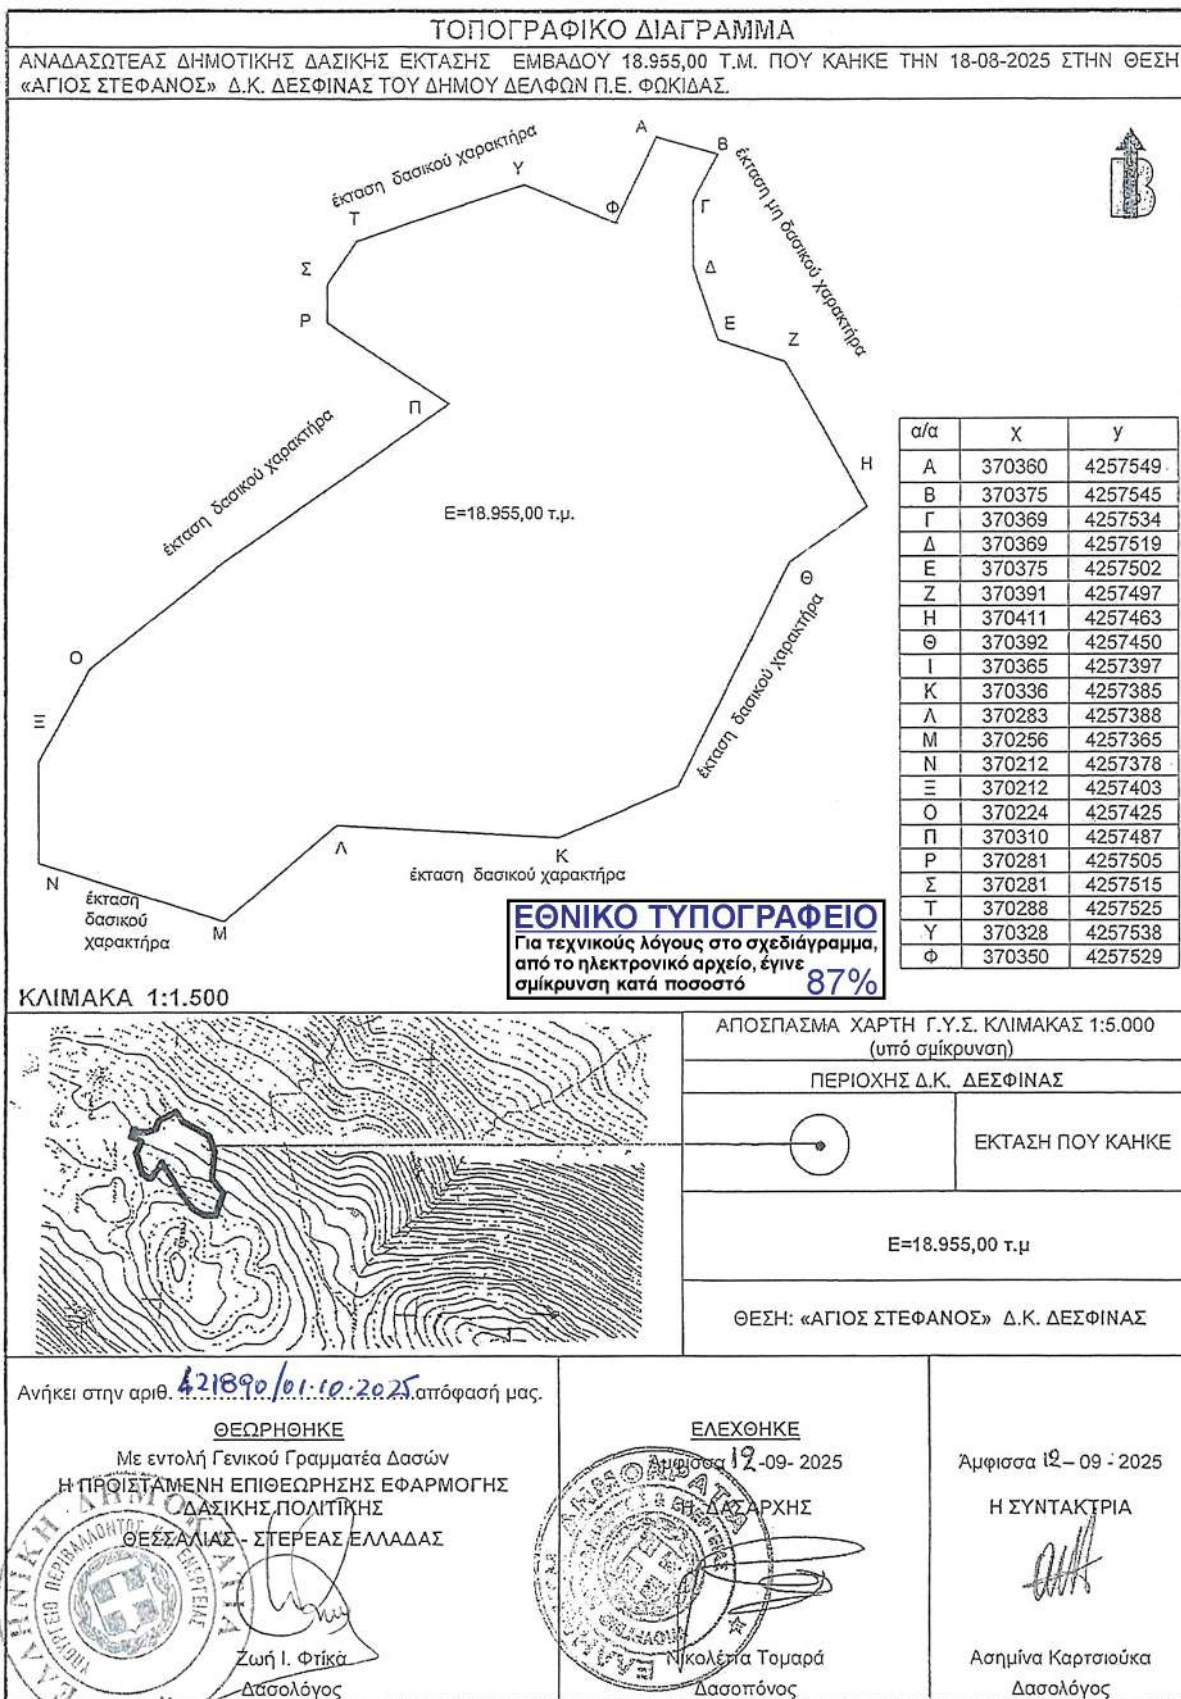 ΤΟΠΟΓΡΑΦΙΚΟ ΔΙΑΓΡΑΜΜΑ
ΑΝΑΔΑΣΩΤΕΑΣ ΔΗΜΟΤΙΚΗΣ ΔΑΣΙΚΗΣ ΕΚΤΑΣΗΣ ΕΜΒΑΔΟΥ 18.955,00 Τ.Μ. ΠΟΥ ΚΑΗΚΕ ΤΗΝ 18-08-2025 ΣΤΗΝ ΘΕΣΗ
«ΑΓΙΟΣ ΣΤΕΦΑΝΟΣ» Δ.Κ. ΔΕΣΦΙΝΑΣ ΤΟΥ ΔΗΜΟΥ ΔΕΛΦΩΝ Π.Ε. ΦΩΚΙΔΑΣ.
Α
Β
Υ
Φ
Γ
Τ
Σ
Δ
Ρ
Ε
Ζ
Π
Η
Θ
Ο
Ξ
Λ
Κ
Ν
Μ
Β
έκταση δασικού χαρακτήρα
έκταση μη δασικού χαρακτήρα
έκταση δασικού χαρακτήρα
Ε=18.955,00 τ.μ.
έκταση δασικού χαρακτήρα
έκταση δασικού χαρακτήρα
έκταση
δασικού
χαρακτήρα
α/α χ y
Α 370360 4257549
Β 370375 4257545
Γ 370369 4257534
Δ 370369 4257519
Ε 370375 4257502
Ζ 370391 4257497
Η 370411 4257463
Θ 370392 4257450
Ι 370365 4257397
Κ 370336 4257385
Λ 370283 4257388
Μ 370256 4257365
Ν 370212 4257378
Ξ 370212 4257403
Ο 370224 4257425
Π 370310 4257487
Ρ 370281 4257505
Σ 370281 4257515
Τ 370288 4257525
Υ 370328 4257538
Φ 370350 4257529
ΕΘΝΙΚΟ ΤΥΠΟΓΡΑΦΕΙΟ
Για τεχνικούς λόγους στο σχεδιάγραμμα,
από το ηλεκτρονικό αρχείο, έγινε
σμίκρυνση κατά ποσοστό 87%
ΚΛΙΜΑΚΑ 1:1.500
ΑΠΟΣΠΑΣΜΑ ΧΑΡΤΗ Γ.Υ.Σ. ΚΛΙΜΑΚΑΣ 1:5.000
(υπό σμίκρυνση)
ΠΕΡΙΟΧΗΣ Δ.Κ. ΔΕΣΦΙΝΑΣ
ΕΚΤΑΣΗ ΠΟΥ ΚΑΗΚΕ
Ε=18.955,00 τ.μ
ΘΕΣΗ: «ΑΓΙΟΣ ΣΤΕΦΑΝΟΣ» Δ.Κ. ΔΕΣΦΙΝΑΣ
Ανήκει στην αριθ. 421890/01.10.2025 απόφασή μας.
ΘΕΩΡΗΘΗΚΕ
Με εντολή Γενικού Γραμματέα Δασών
Η ΠΡΟΙΣΤΑΜΕΝΗ ΕΠΙΘΕΩΡΗΣΗΣ ΕΦΑΡΜΟΓΗΣ
ΔΑΣΙΚΗΣ ΠΟΛΙΤΙΚΗΣ
ΘΕΣΣΑΛΙΑΣ - ΣΤΕΡΕΑΣ ΕΛΛΑΔΑΣ
ΕΛΛΗΝΙΚΗ ΔΗΜΟΚΡΑΤΙΑ
ΥΠΟΥΡΓΕΙΟ ΠΕΡΙΒΑΛΛΟΝΤΟΣ & ΕΝΕΡΓΕΙΑΣ
Ζωή Ι. Φτίκα
Δασολόγος
ΕΛΕΧΘΗΚΕ
Άμφισσα 12-09- 2025
Η ΔΑΣΑΡΧΗΣ
Νικολέττα Τομαρά
Δασοπόνος
Άμφισσα 12 - 09 - 2025
Η ΣΥΝΤΑΚΤΡΙΑ
Ασημίνα Καρτσιούκα
Δασολόγος